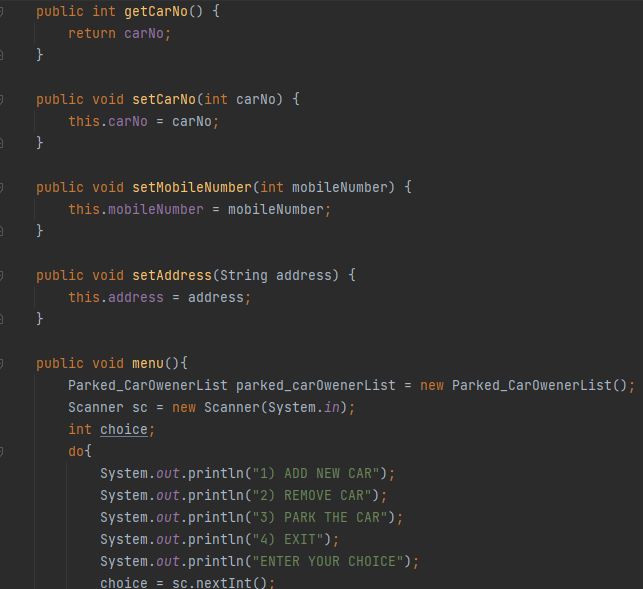 public int getCarNo() {
return carNo;
}
public void setCarNo(int carNo) {
this.carNo = carNo;
}
public void setMobileNumber(int mobileNumber) {
this.mobileNumber = mobileNumber;
}
public void setAddress(String address) {
this.address = address;
}
public void menu(){
Parked_CarOwenerList parked_carOwenerList = new Parked_CarOwenerList();
Scanner sc = new Scanner(System.in);
int choice;
do{
System.out.println("1) ADD NEW CAR");
System.out.println("2) REMOVE CAR");
System.out.println("3) PARK THE CAR");
System.out.println("4) EXIT");
System.out.println("ENTER YOUR CHOICE");
choice = sc.nextInt();